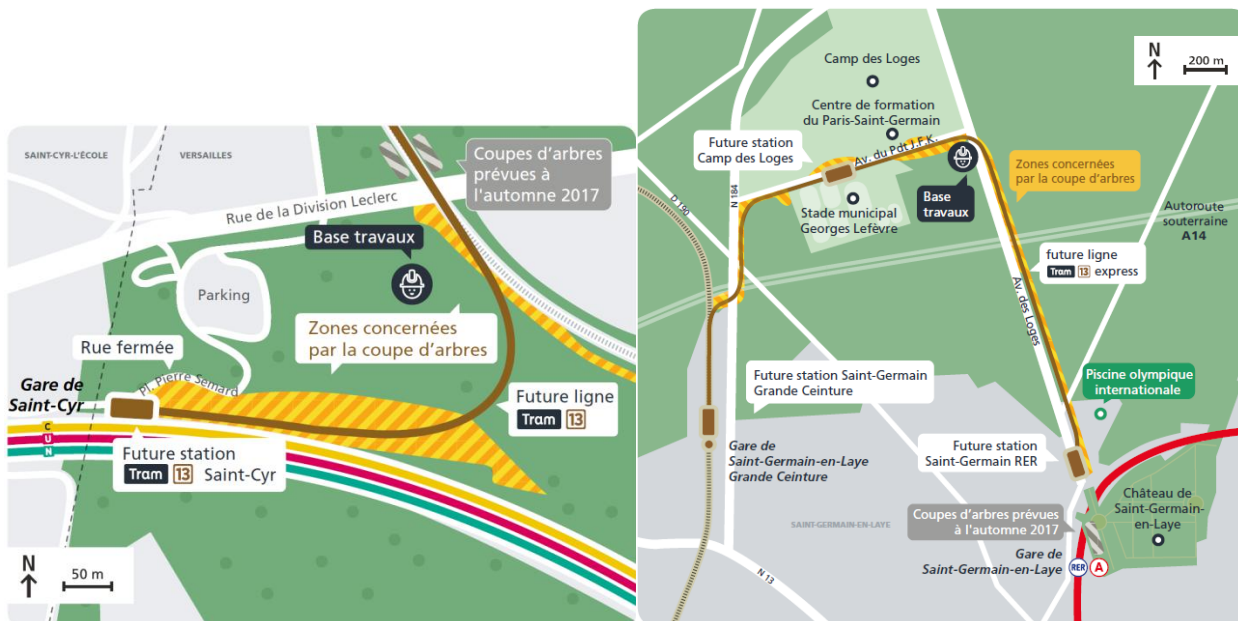 SAINT-CYR-L'ÉCOLE
VERSAILLES
Coupes d'arbres
prévues à
l'automne 2017
Rue de la Division Leclerc
Base travaux
Parking
Zones concernées
par la coupe d'arbres
Rue fermée
Pl. Pierre Semard
Gare de
Saint-Cyr
C
U
N
Future ligne
Tram 13
Future station
Tram 13 Saint-Cyr
N
50 m
N
200 m
Camp des Loges
Centre de formation
du Paris-Saint-Germain
Future station
Camp des Loges
Av. du Pdt J.F.K.
Base
travaux
Zones concernées
par la coupe d'arbres
N 184
D 190
Stade municipal
Georges Lefèvre
Autoroute
souterraine
A14
future ligne
Tram 13 express
Av. des Loges
Future station Saint-Germain
Grande Ceinture
Piscine olympique
internationale
Gare de
Saint-Germain-en-Laye
Grande Ceinture
Future station
Saint-Germain RER
SAINT-GERMAIN-EN-LAYE
Coupes d'arbres prévues
à l'automne 2017
Château de
Saint-Germain-
en-Laye
Gare de
Saint-Germain-en-Laye
RER A
N 13